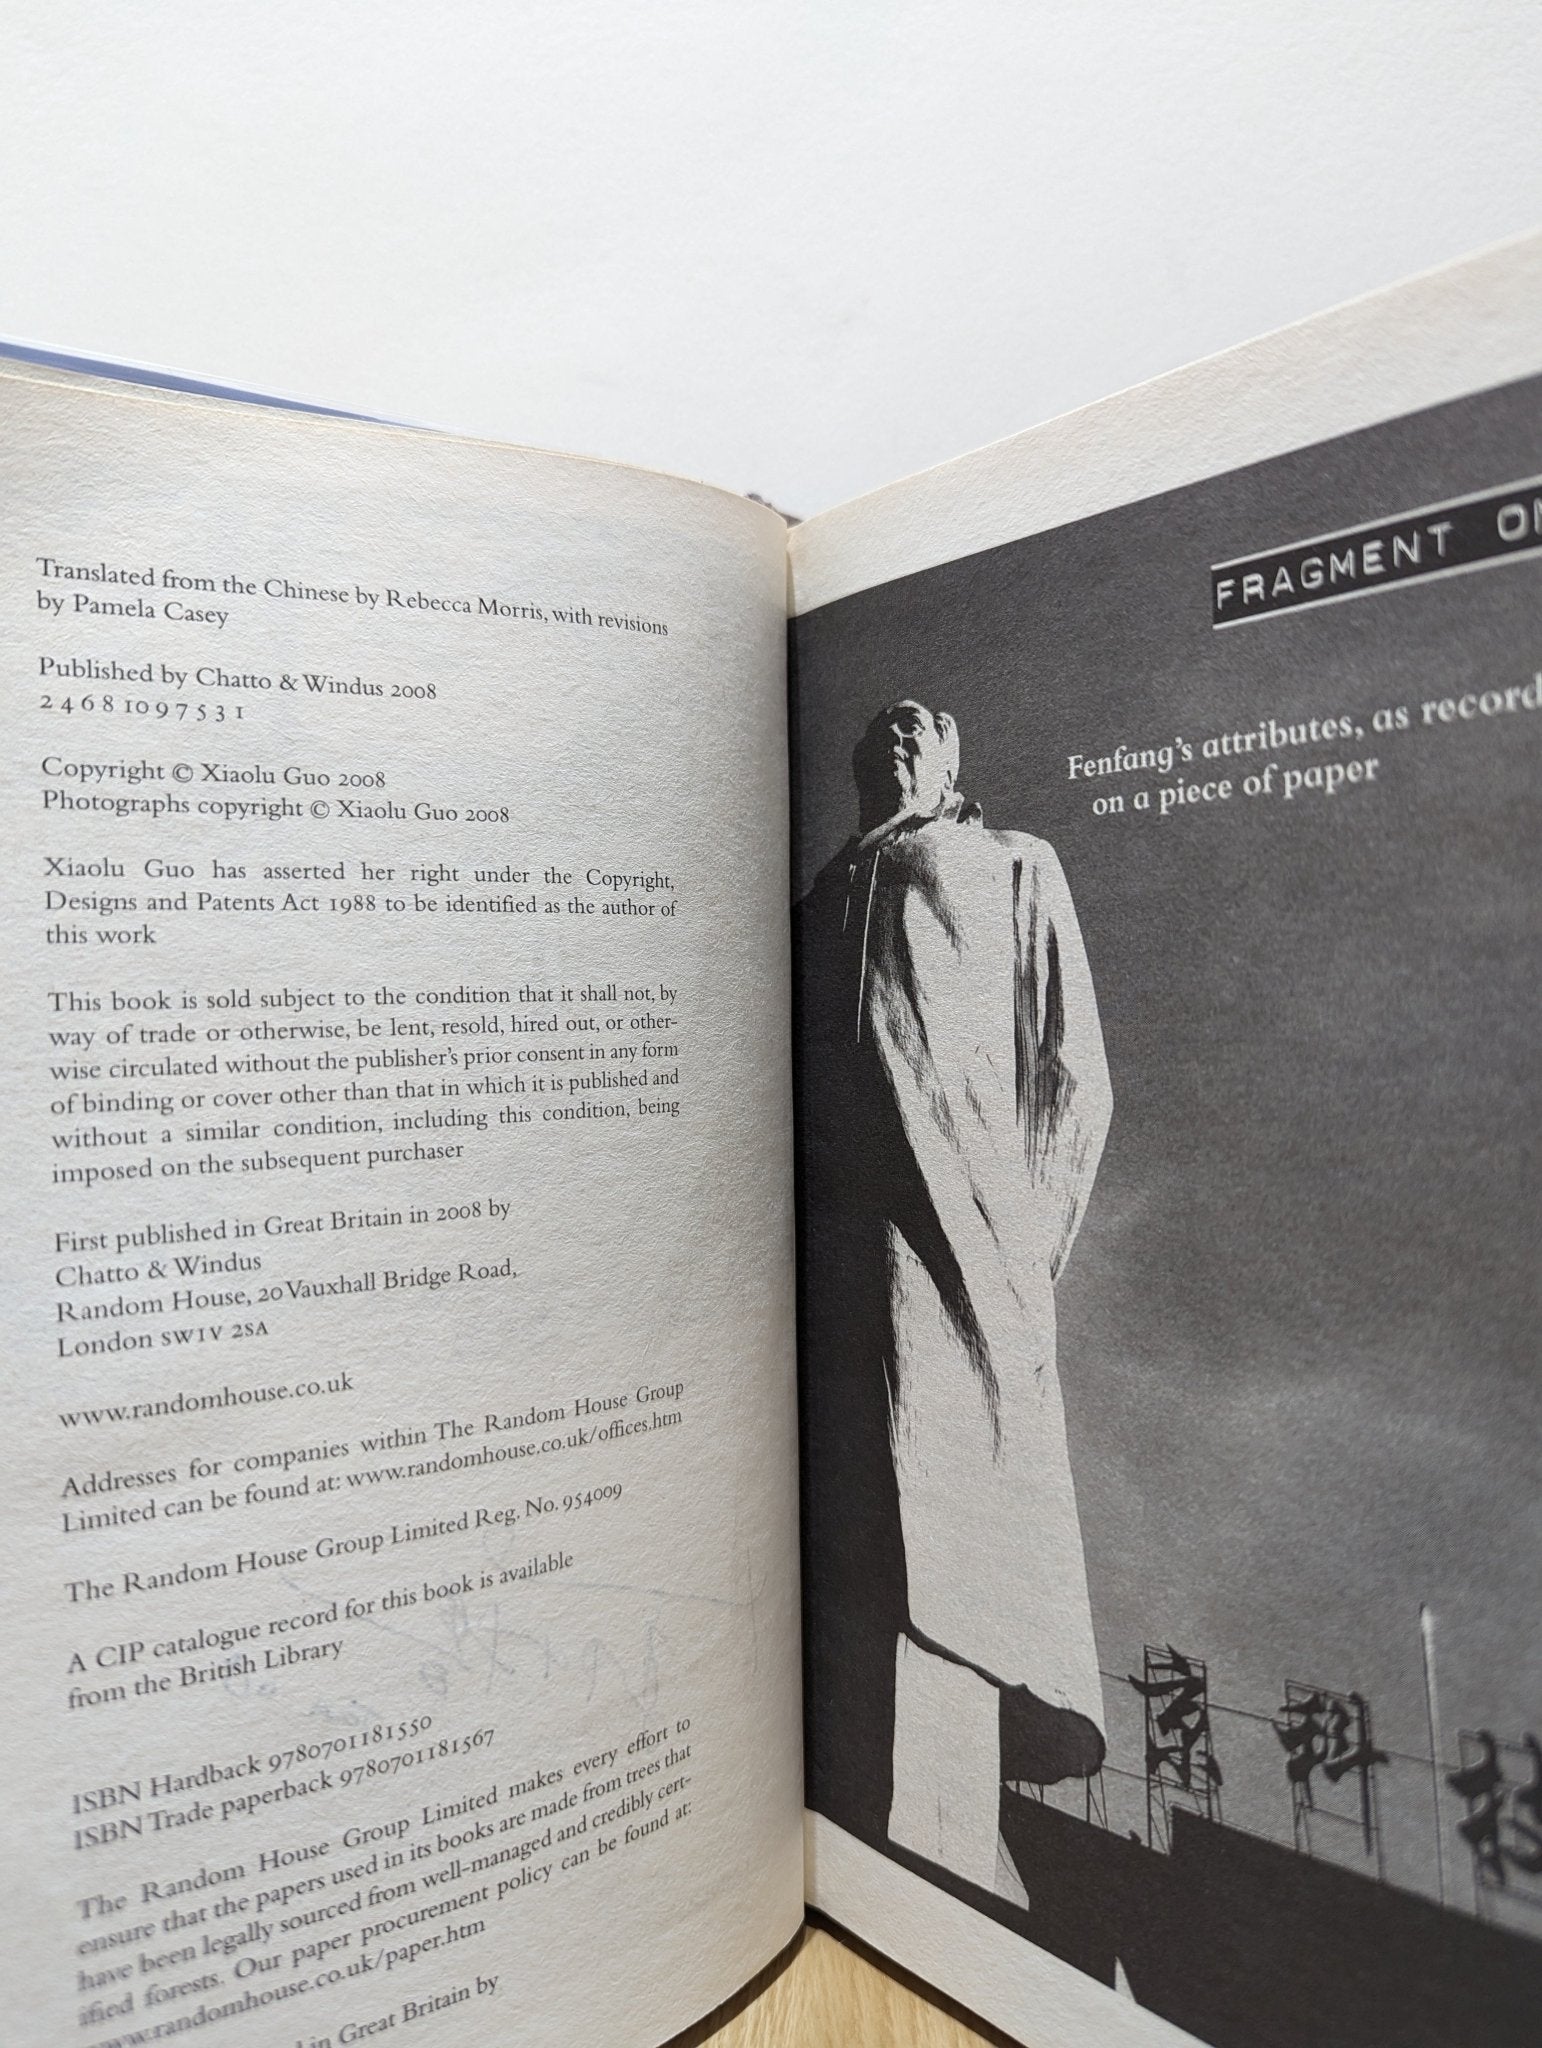 Translated from the Chinese by Rebecca Morris, with revisions
by Pamela Casey
Published by Chatto & Windus 2008
2 4 6 8 10 9 7 5 3 1
Copyright © Xiaolu Guo 2008
Photographs copyright © Xiaolu Guo 2008
Xiaolu Guo has asserted her right under the Copyright,
Designs and Patents Act 1988 to be identified as the author of
this work
This book is sold subject to the condition that it shall not, by
way of trade or otherwise, be lent, resold, hired out, or other-
wise circulated without the publisher's prior consent in any form
of binding or cover other than that in which it is published and
without a similar condition, including this condition, being
imposed on the subsequent purchaser
First published in Great Britain in 2008 by
Chatto & Windus
Random House, 20 Vauxhall Bridge Road,
London SW1V 2SA
www.randomhouse.co.uk
Addresses for companies within The Random House Group
Limited can be found at: www.randomhouse.co.uk/offices.htm
The Random House Group Limited Reg. No. 954009
A CIP catalogue record for this book is available
from the British Library
ISBN Hardback 9780701181550
ISBN Trade paperback 9780701181567
The Random House Group Limited makes every effort to
ensure that the papers used in its books are made from trees that
have been legally sourced from well-managed and credibly cert-
ified forests. Our paper procurement policy can be found at:
www.randomhouse.co.uk/paper.htm
in Great Britain by
FRAGMENT
Fenfang's attributes, as record
on a piece of paper